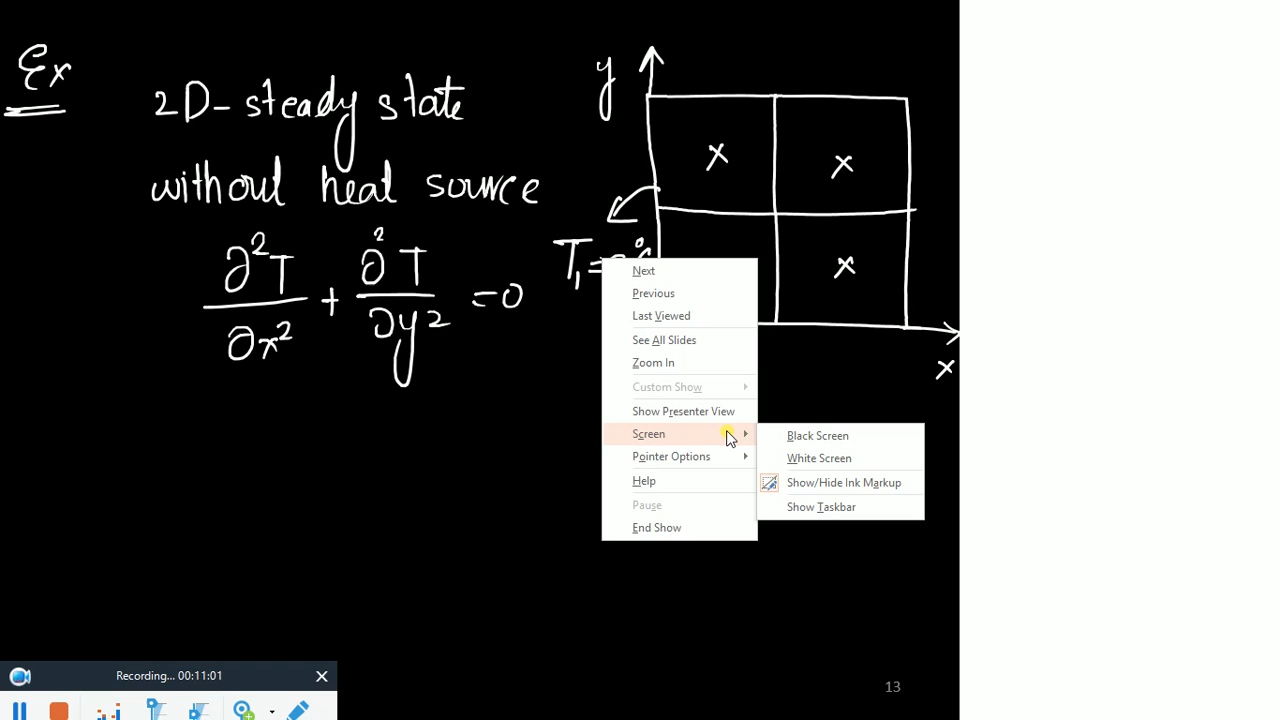 Ex
2D- steady state
without heat source
∂²T/∂x² + ∂²T/∂y² =0
y
x x
x
T₁=
x
Next
Previous
Last Viewed
See All Slides
Zoom In
Custom Show
Show Presenter View
Screen
Pointer Options
Help
Pause
End Show
Black Screen
White Screen
Show/Hide Ink Markup
Show Taskbar
Recording... 00:11:01
13